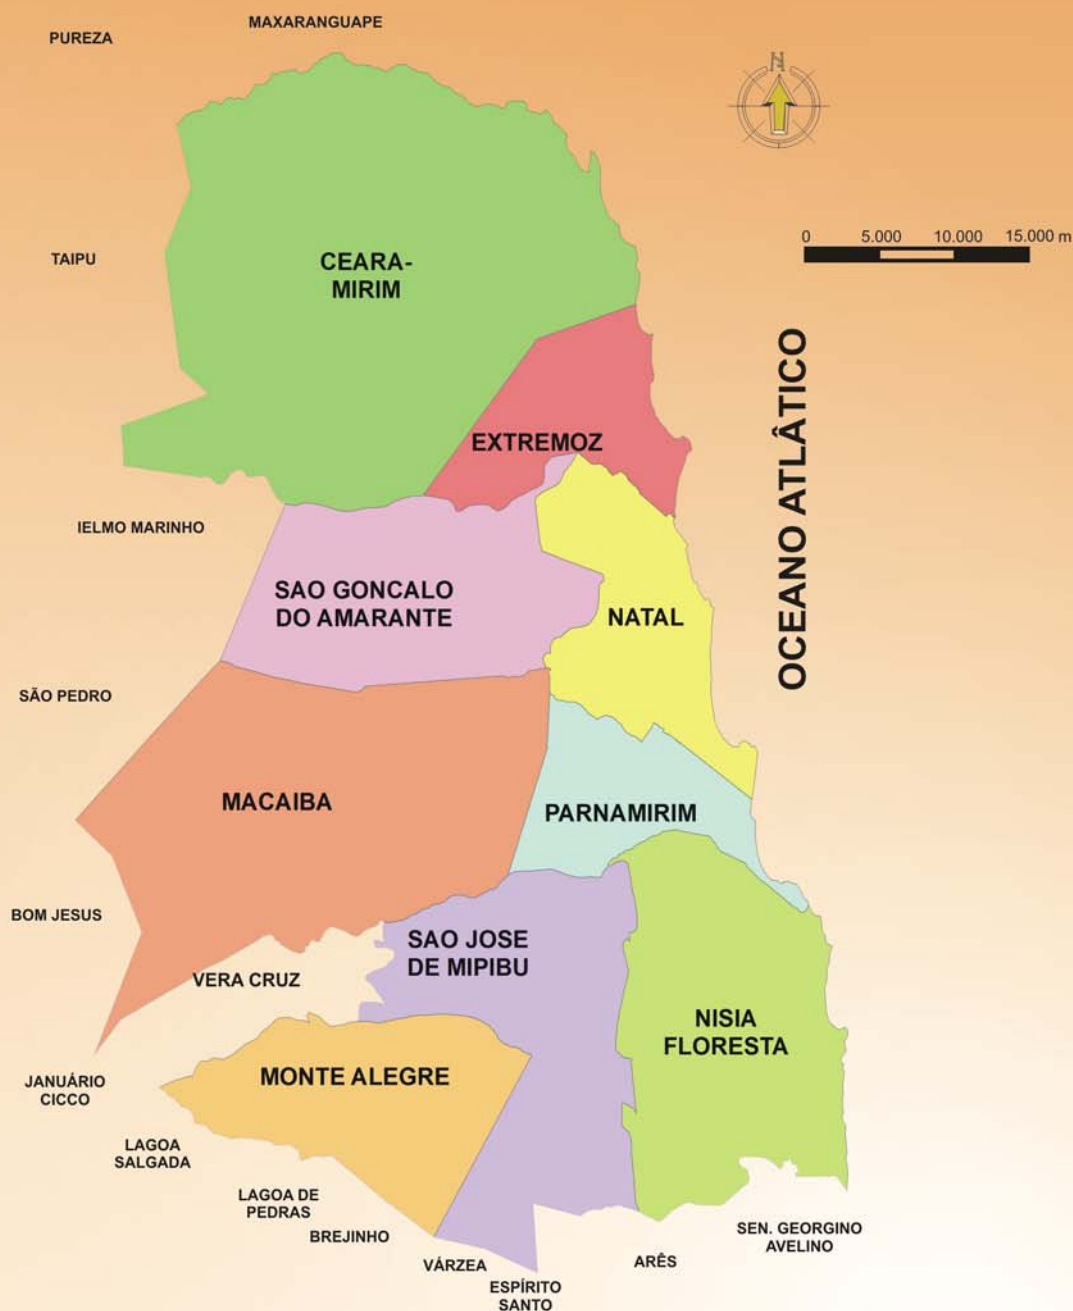 MAXARANGUAPE
PUREZA
N
0 5.000 10.000 15.000 m
TAIPU
CEARA-
MIRIM
OCEANO ATLÂTICO
EXTREMOZ
IELMO MARINHO
SAO GONCALO
DO AMARANTE
NATAL
SÃO PEDRO
MACAIBA
PARNAMIRIM
BOM JESUS
SAO JOSE
DE MIPIBU
VERA CRUZ
NISIA
FLORESTA
MONTE ALEGRE
JANUÁRIO
CICCO
LAGOA
SALGADA
LAGOA DE
PEDRAS
BREJINHO
SEN. GEORGINO
AVELINO
VÁRZEA
ARÊS
ESPÍRITO
SANTO